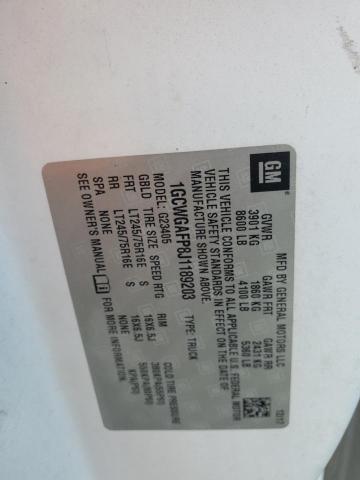 GM
MFD BY GENERAL MOTORS LLC 12/17
GVWR GAWR FRT GAWR RR
3901 KG 1860 KG 2431 KG
8600 LB 4100 LB 5360 LB
THIS VEHICLE CONFORMS TO ALL APPLICABLE U.S. FEDERAL MOTOR
VEHICLE SAFETY STANDARDS IN EFFECT ON THE DATE OF
MANUFACTURE SHOWN ABOVE.
1GCWGAFP8J1189203 TYPE: TRUCK
MODEL: G23405
GBLD TIRE SIZE SPEED RTG RIM COLD TIRE PRESSURE
FRT LT245/75R16E S 16X6.5J
RR LT245/75R16E S 16X6.5J
SPA NONE NONE KPA(PSI)
SEE OWNER'S MANUAL FOR MORE INFORMATION.